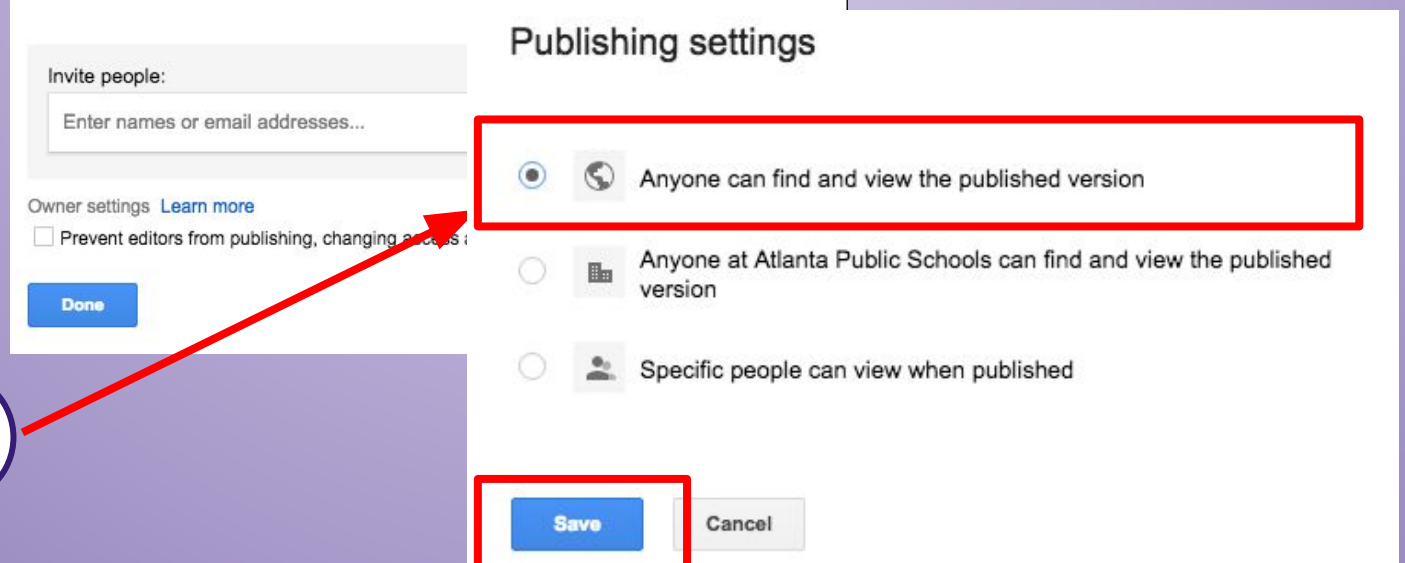 Invite people:
Enter names or email addresses...
Owner settings Learn more
Prevent editors from publishing, changing access
Done
Publishing settings
Anyone can find and view the published version
Anyone at Atlanta Public Schools can find and view the published
version
Specific people can view when published
Save
Cancel